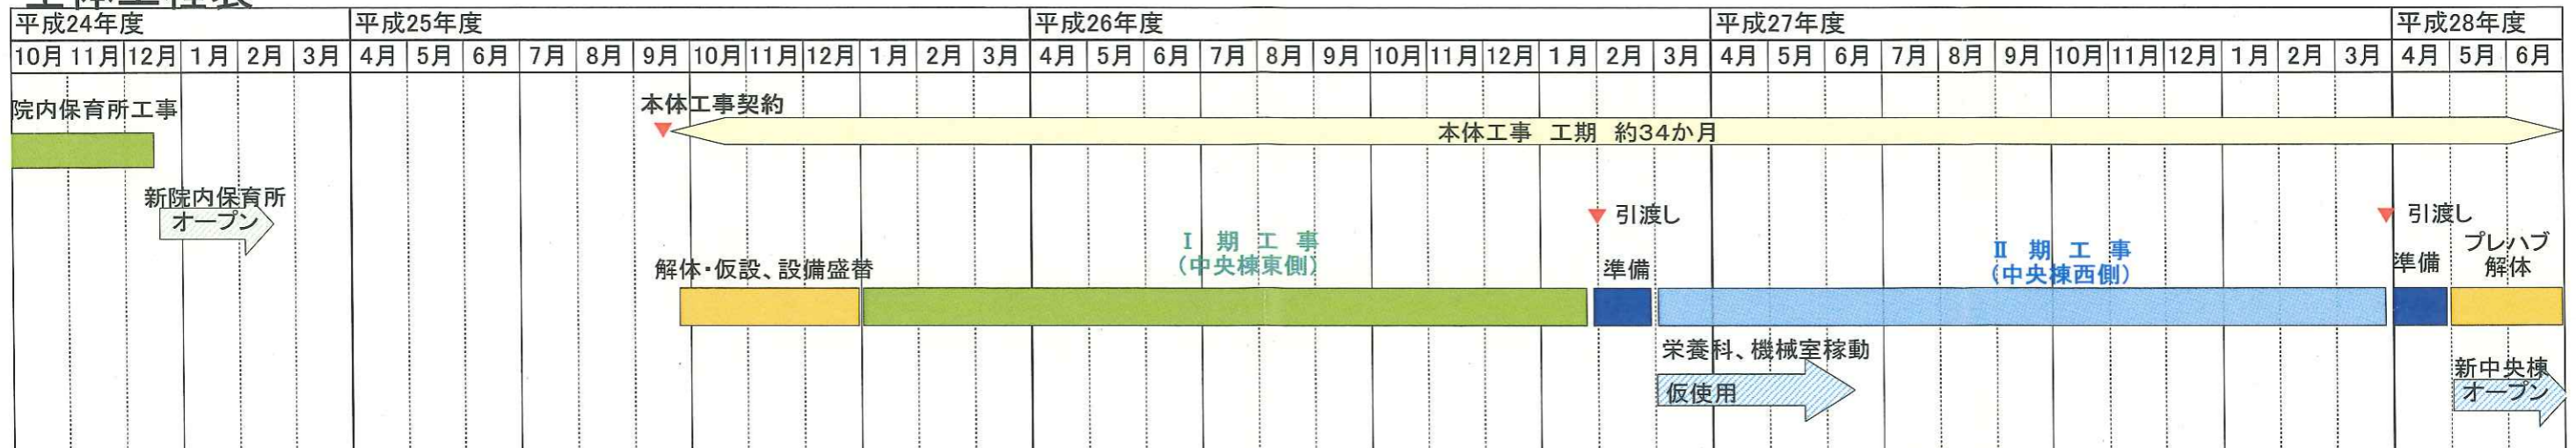 全体工程表
平成24年度 平成25年度 平成26年度 平成27年度 平成28年度
10月 11月 12月 1月 2月 3月 4月 5月 6月 7月 8月 9月 10月 11月 12月 1月 2月 3月 4月 5月 6月 7月 8月 9月 10月 11月 12月 1月 2月 3月 4月 5月 6月 7月 8月 9月 10月 11月 12月 1月 2月 3月 4月 5月 6月
院内保育所工事
本体工事契約
本体工事 工期 約34か月
新院内保育所
オープン
引渡し
引渡し
Ⅰ 期 工 事
(中央棟東側)
Ⅱ 期 工 事
(中央棟西側)
解体・仮設、設備盛替
準備
準備
プレハブ
解体
栄養科、機械室稼動
仮使用
新中央棟
オープン